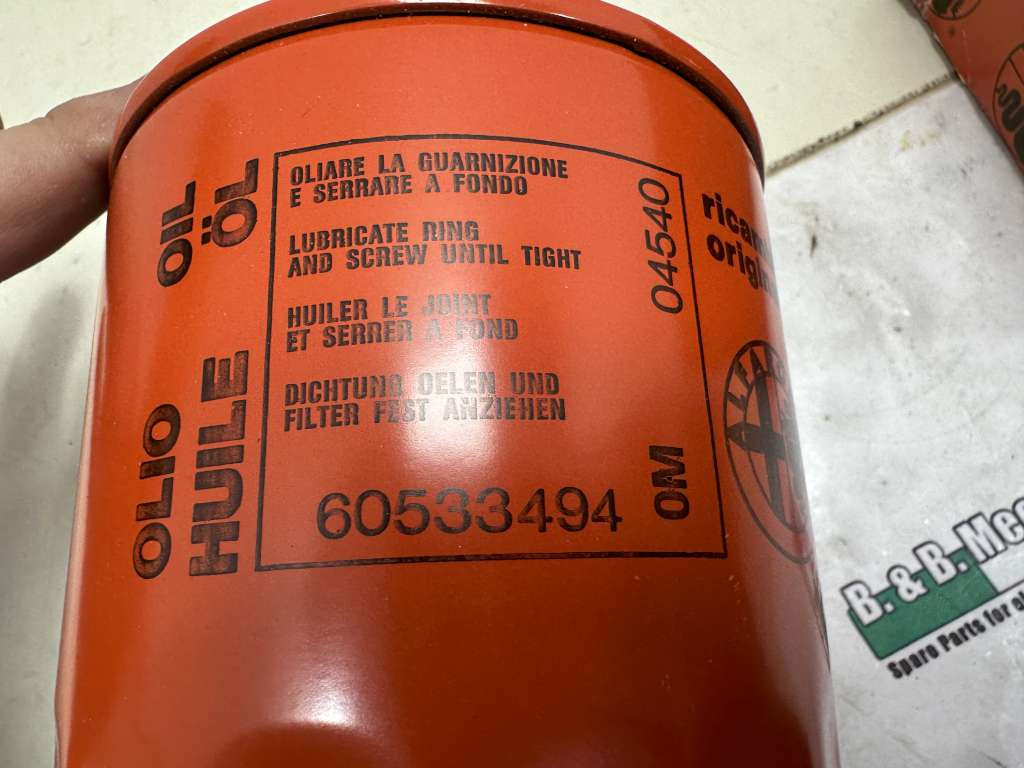 OLIO OIL
HUILE ÖL
OLIARE LA GUARNIZIONE
E SERRARE A FONDO
LUBRICATE RING
AND SCREW UNTIL TIGHT
HUILER LE JOINT
ET SERRER A FOND
DICHTUNG OELEN UND
FILTER FEST ANZIEHEN
60533494
OM 04540
B. & B.
Spare Parts for